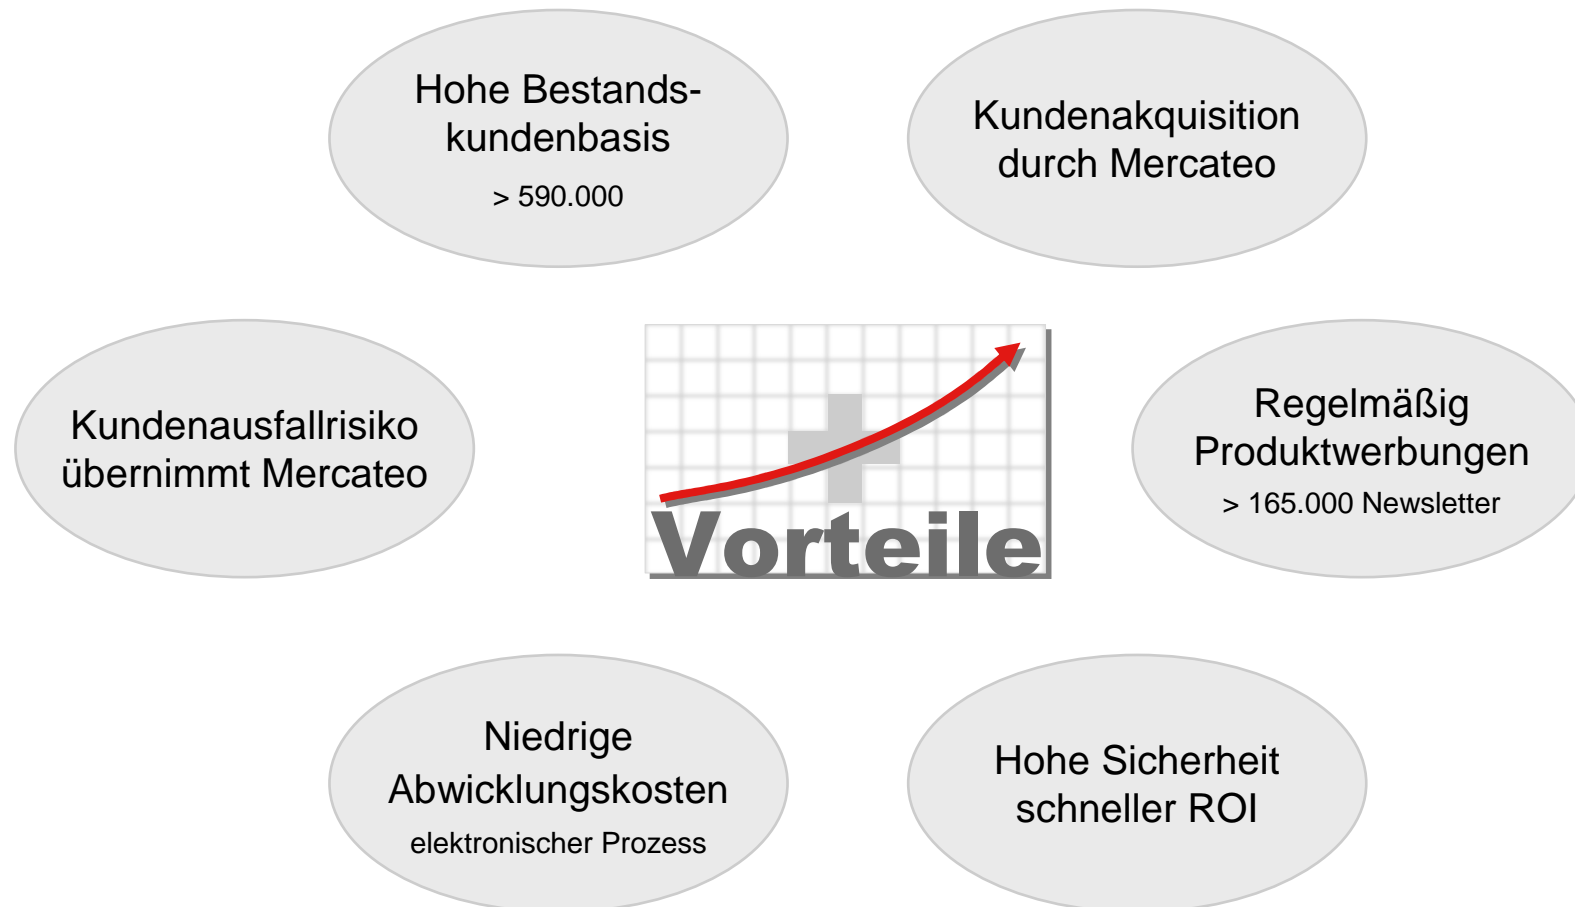 Hohe Bestands-
kundenbasis
> 590.000
Kundenakquisition
durch Mercateo
Kundenausfallrisiko
übernimmt Mercateo
Vorteile
Regelmäßig
Produktwerbungen
> 165.000 Newsletter
Niedrige
Abwicklungskosten
elektronischer Prozess
Hohe Sicherheit
schneller ROI